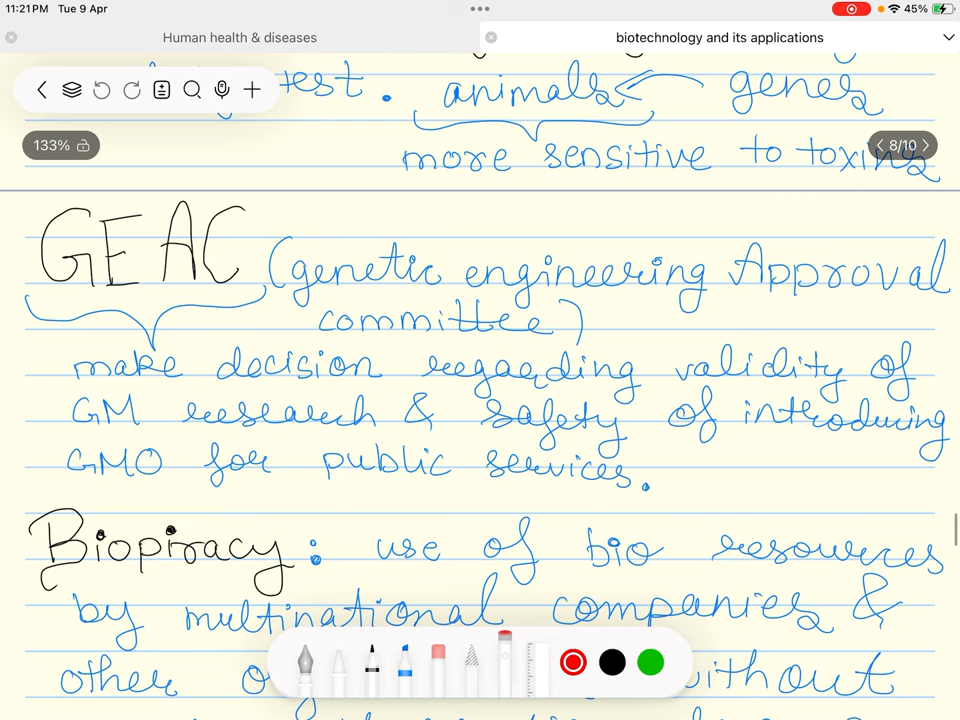 11:21 PM Tue 9 Apr
45%
Human health & diseases
biotechnology and its applications
test. animals genes
133%
8/10
more sensitive to toxins
GEAC (genetic engineering Approval
committee)
make decision regarding validity of
GM research & safety of introducing
GMO for public services.
Biopiracy : use of bio resources
by multinational companies &
other without